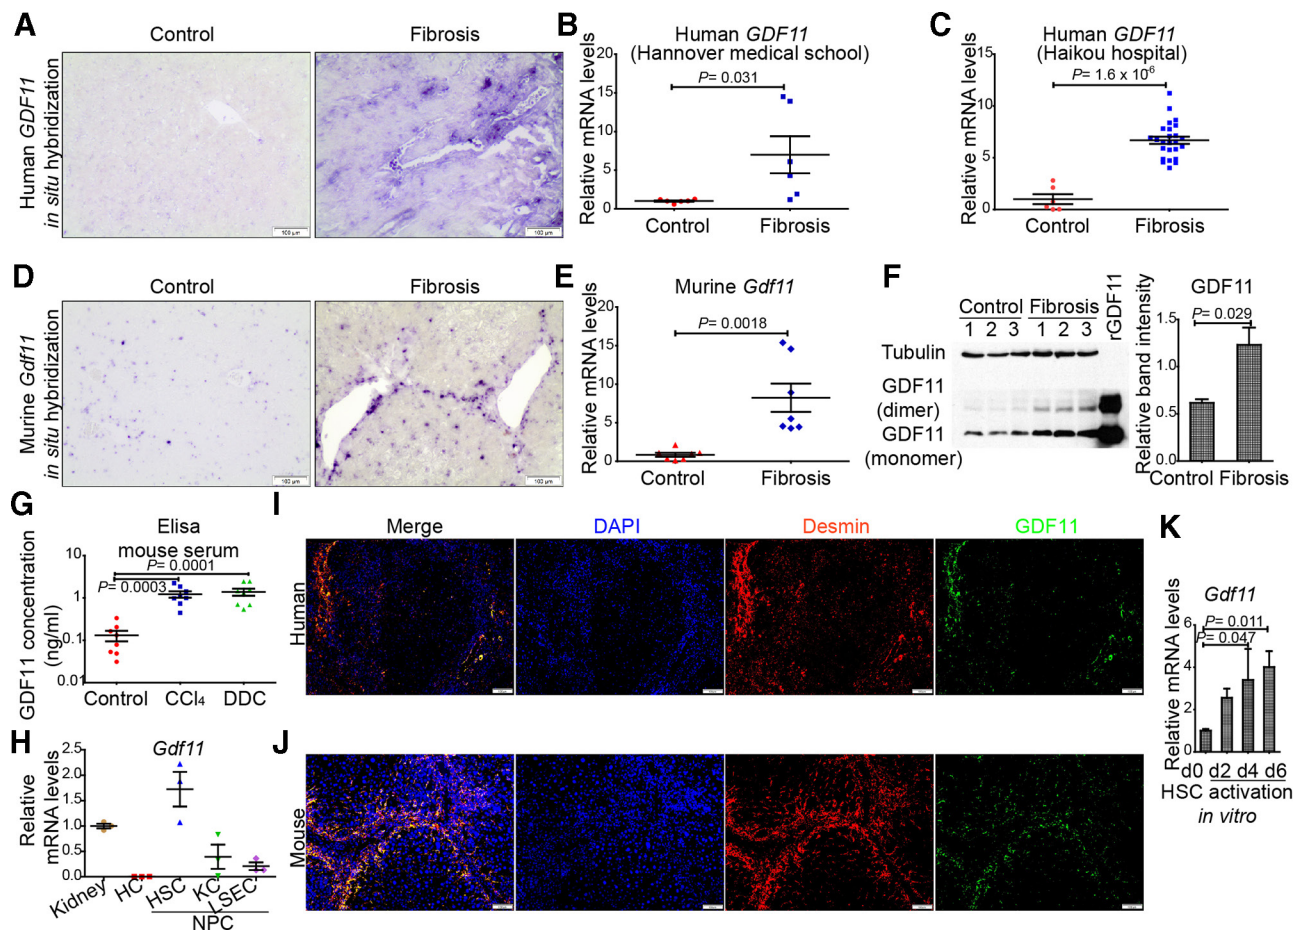 A
Control
Fibrosis
Human GDF11
in situ hybridization
100 µm
100 µm
B
Human GDF11
(Hannover medical school)
P= 0.031
Relative mRNA levels
20
15
10
5
0
Control
Fibrosis
C
Human GDF11
(Haikou hospital)
P= 1.6 x 10⁶
Relative mRNA levels
15
10
5
0
Control
Fibrosis
D
Control
Fibrosis
Murine Gdf11
in situ hybridization
100 µm
100 µm
E
Murine Gdf11
P= 0.0018
Relative mRNA levels
20
15
10
5
0
Control
Fibrosis
F
Control Fibrosis
1 2 3 1 2 3
rGDF11
Tubulin
GDF11
(dimer)
GDF11
(monomer)
GDF11
P= 0.029
Relative band intensity
1.5
1.0
0.5
0.0
Control Fibrosis
G
Elisa
mouse serum
P= 0.0001
P= 0.0003
GDF11 concentration
(ng/ml)
10
1
0.1
0.01
Control CCl₄ DDC
H
Gdf11
Relative
mRNA levels
2.5
2.0
1.5
1.0
0.5
0.0
Kidney HC HSC KC LSEC
NPC
I
Merge DAPI Desmin GDF11
Human
J
Mouse
K
Gdf11
P= 0.011
P= 0.047
Relative mRNA levels
6
4
2
0
d0 d2 d4 d6
HSC activation
in vitro